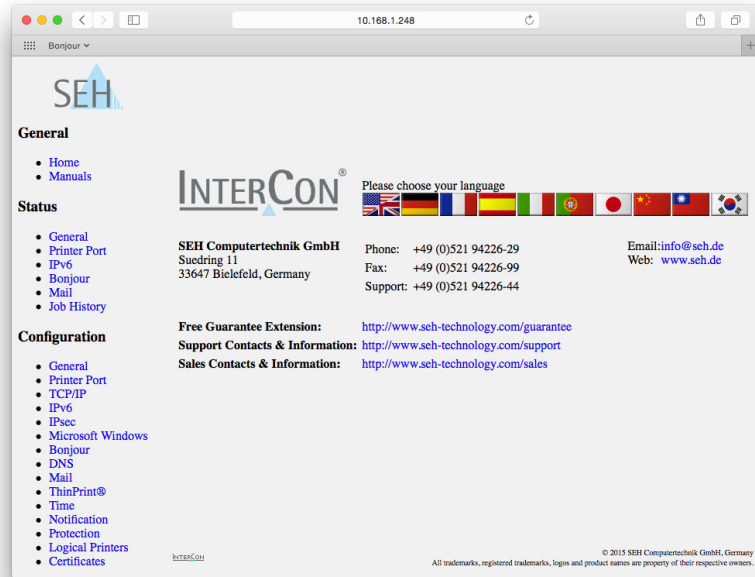 10.168.1.248
Bonjour
SEH
General
Home
Manuals
Status
General
Printer Port
IPv6
Bonjour
Mail
Job History
Configuration
General
Printer Port
TCP/IP
IPv6
IPsec
Microsoft Windows
Bonjour
DNS
Mail
ThinPrint®
Time
Notification
Protection
Logical Printers
Certificates
INTERCON®
Please choose your language
SEH Computertechnik GmbH
Suedring 11
33647 Bielefeld, Germany
Phone: +49 (0)521 94226-29
Fax: +49 (0)521 94226-99
Support: +49 (0)521 94226-44
Email:info@seh.de
Web: www.seh.de
Free Guarantee Extension: http://www.seh-technology.com/guarantee
Support Contacts & Information: http://www.seh-technology.com/support
Sales Contacts & Information: http://www.seh-technology.com/sales
INTERCON
© 2015 SEH Computertechnik GmbH, Germany
All trademarks, registered trademarks, logos and product names are property of their respective owners.